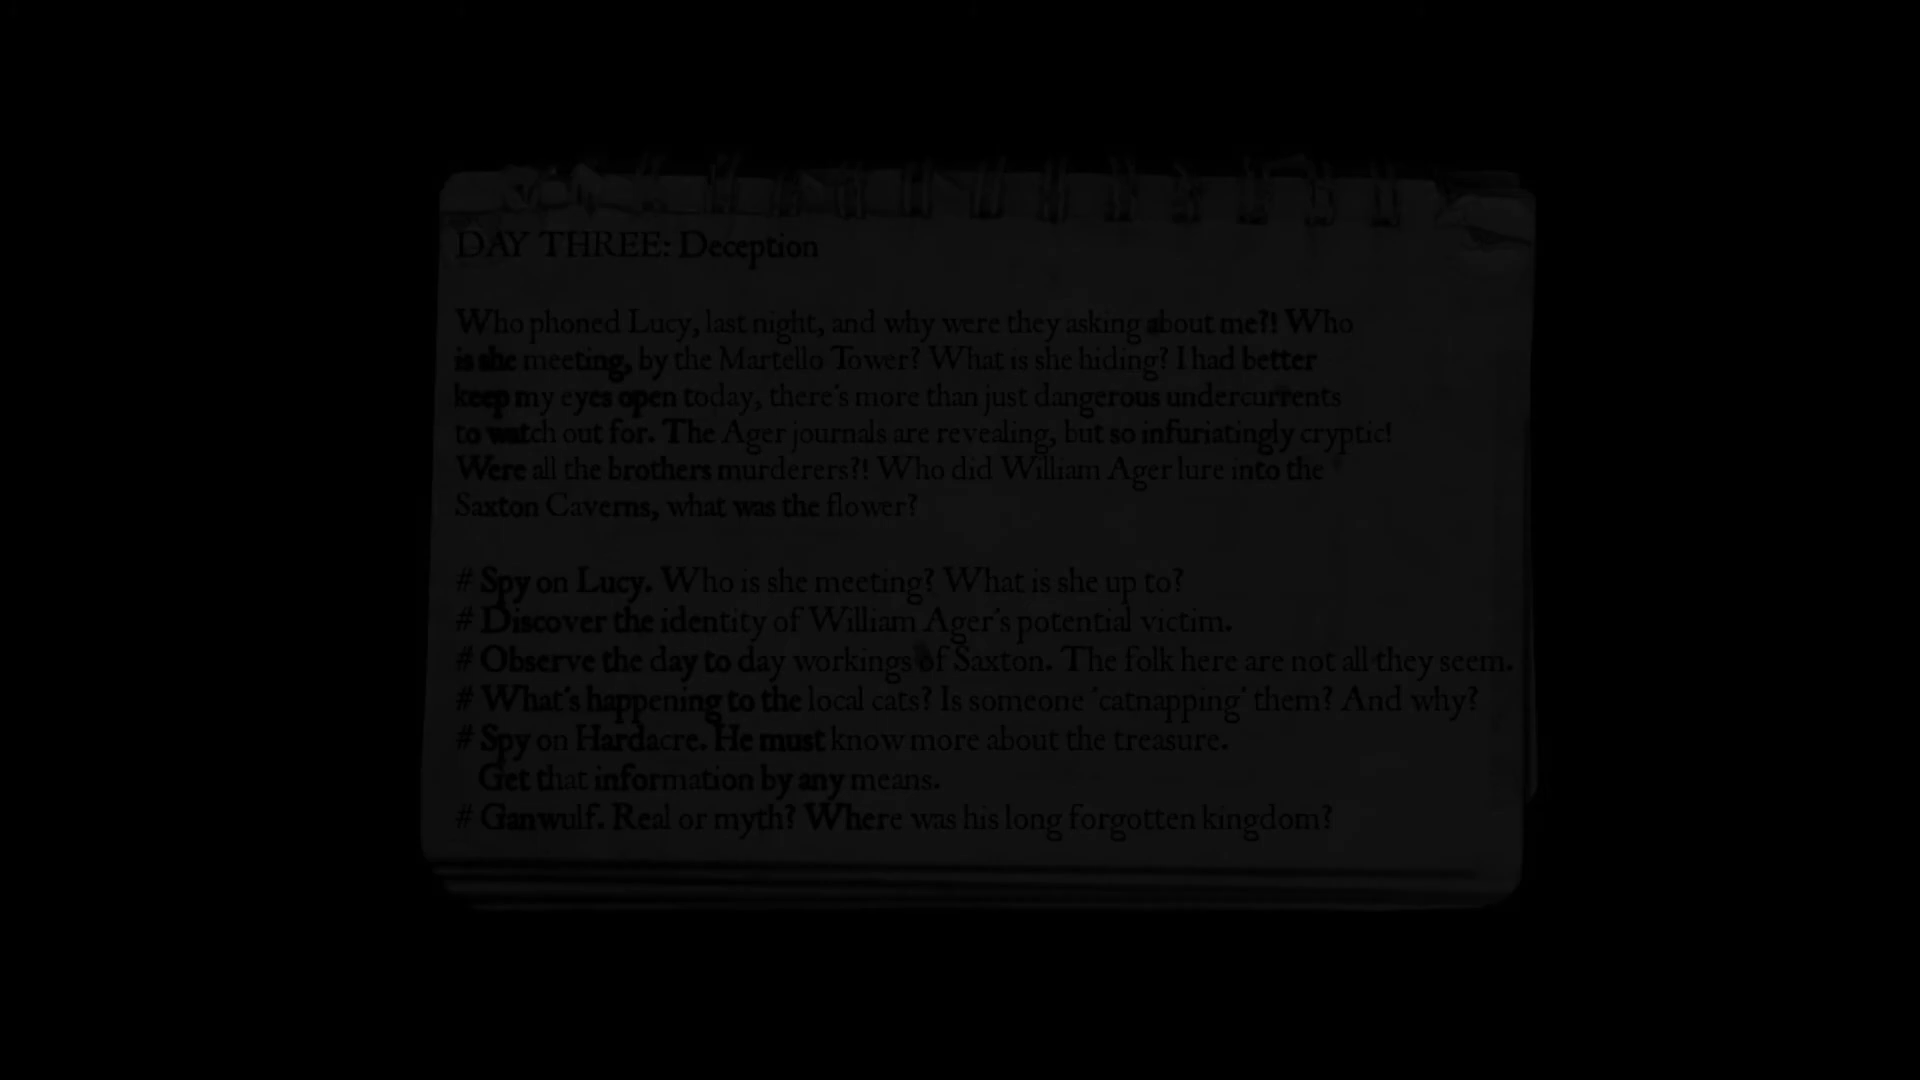 DAY THREE: Deception
Who phoned Lucy, last night, and why were they asking about me?! Who
is she meeting, by the Martello Tower? What is she hiding? I had better
keep my eyes open today, there's more than just dangerous undercurrents
to watch out for. The Ager journals are revealing, but so infuriatingly cryptic!
Were all the brothers murderers?! Who did William Ager lure into the
Saxton Caverns, what was the flower?
# Spy on Lucy. Who is she meeting? What is she up to?
# Discover the identity of William Ager's potential victim.
# Observe the day to day workings of Saxton. The folk here are not all they seem.
# What's happening to the local cats? Is someone 'catnapping' them? And why?
# Spy on Hardacre. He must know more about the treasure.
Get that information by any means.
# Ganwulf. Real or myth? Where was his long forgotten kingdom?